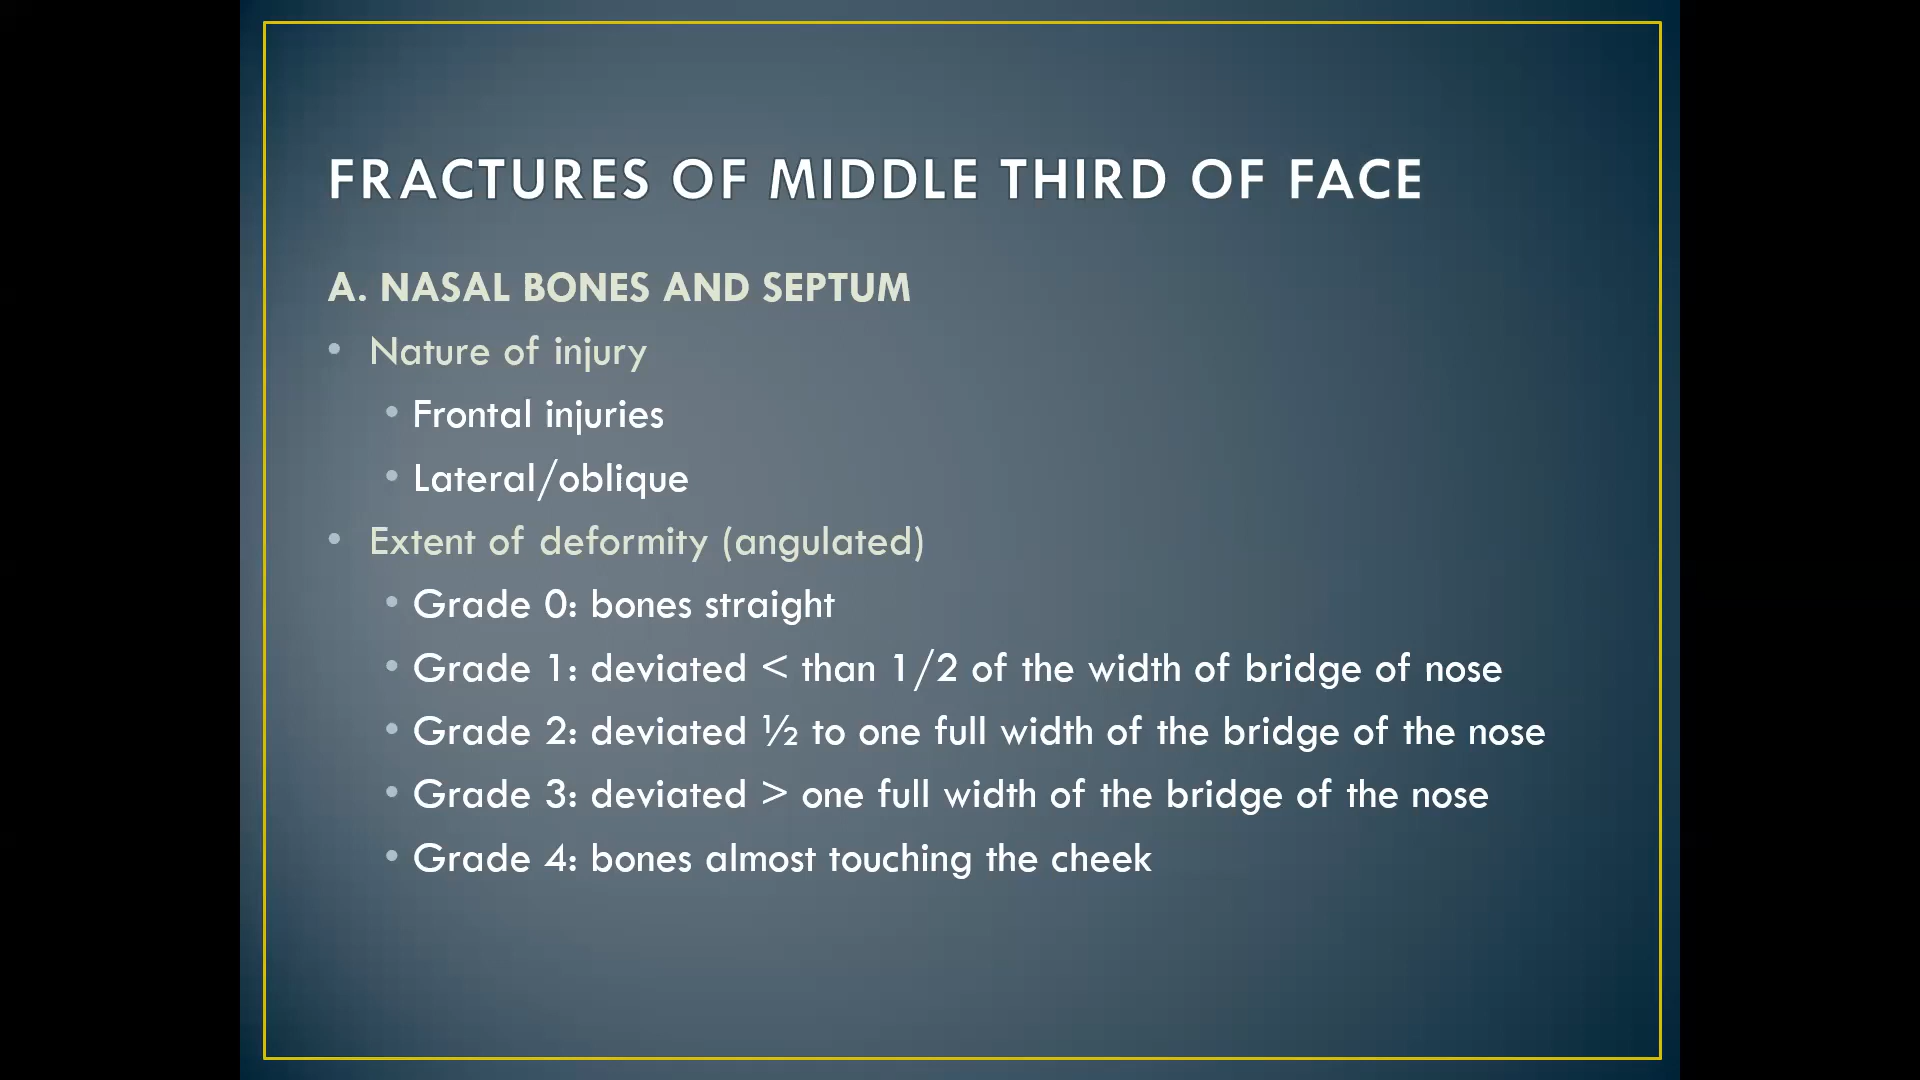 FRACTURES OF MIDDLE THIRD OF FACE
A. NASAL BONES AND SEPTUM
• Nature of injury
• Frontal injuries
• Lateral/oblique
• Extent of deformity (angulated)
• Grade 0: bones straight
• Grade 1: deviated < than 1/2 of the width of bridge of nose
• Grade 2: deviated ½ to one full width of the bridge of the nose
• Grade 3: deviated > one full width of the bridge of the nose
• Grade 4: bones almost touching the cheek